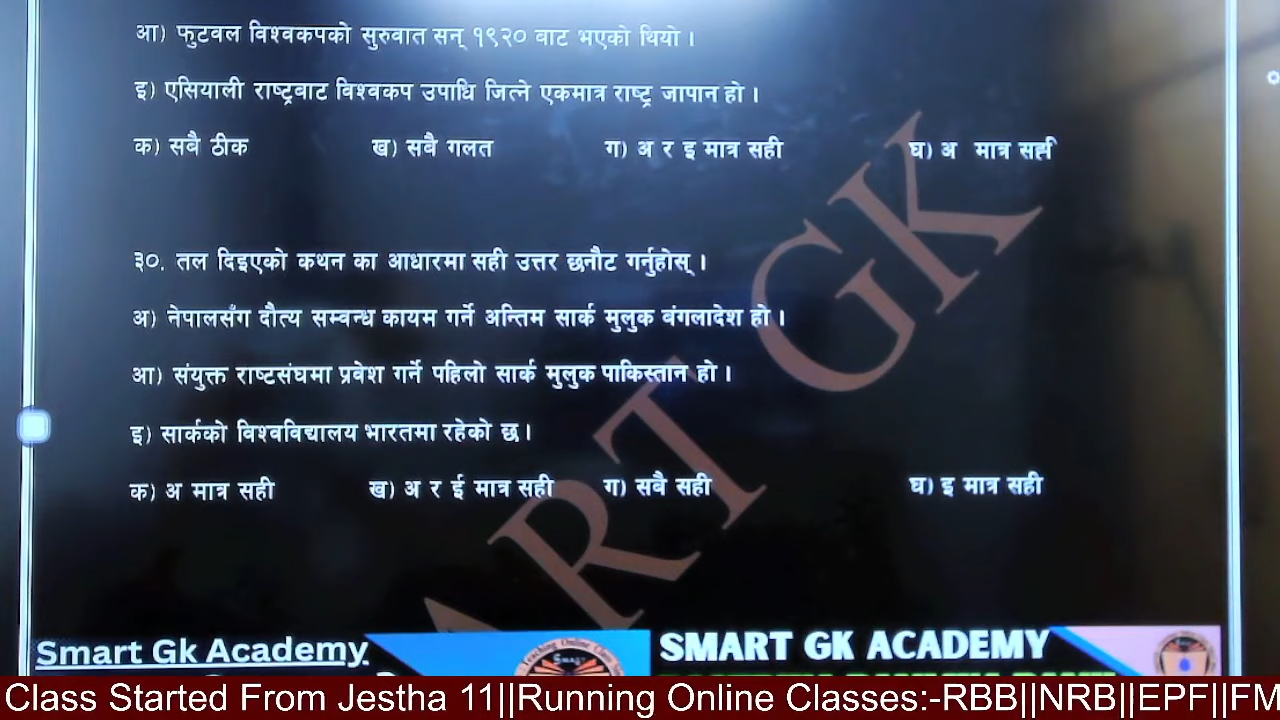 आ) फुटवल विश्वकपको सुरुवात सन् १९२० बाट भएको थियो ।
इ) एसियाली राष्ट्रबाट विश्वकप उपाधि जित्ने एकमात्र राष्ट्र जापान हो ।
क) सबै ठीक ख) सबै गलत ग) अ र इ मात्र सही घ) अ मात्र सही
३०. तल दिइएको कथन का आधारमा सही उत्तर छनौट गर्नुहोस् ।
अ) नेपालसँग दौत्य सम्बन्ध कायम गर्ने अन्तिम सार्क मुलुक बंगलादेश हो ।
आ) संयुक्त राष्टसंघमा प्रवेश गर्ने पहिलो सार्क मुलुक पाकिस्तान हो ।
इ) सार्कको विश्वविद्यालय भारतमा रहेको छ ।
क) अ मात्र सही ख) अ र ई मात्र सही ग) सबै सही घ) इ मात्र सही
ART GK
Smart Gk Academy
SMART GK ACADEMY
Class Started From Jestha 11||Running Online Classes:-RBB||NRB||EPF||FM